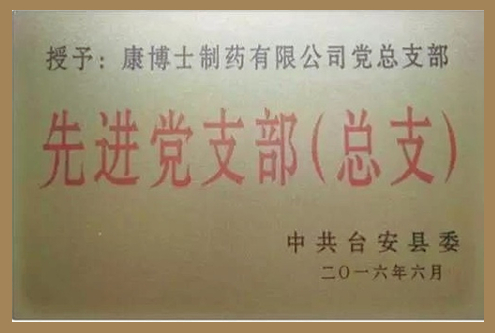 授予：康博士制药有限公司党总支部
先进党支部（总支）
中共台安县委
二〇一六年六月